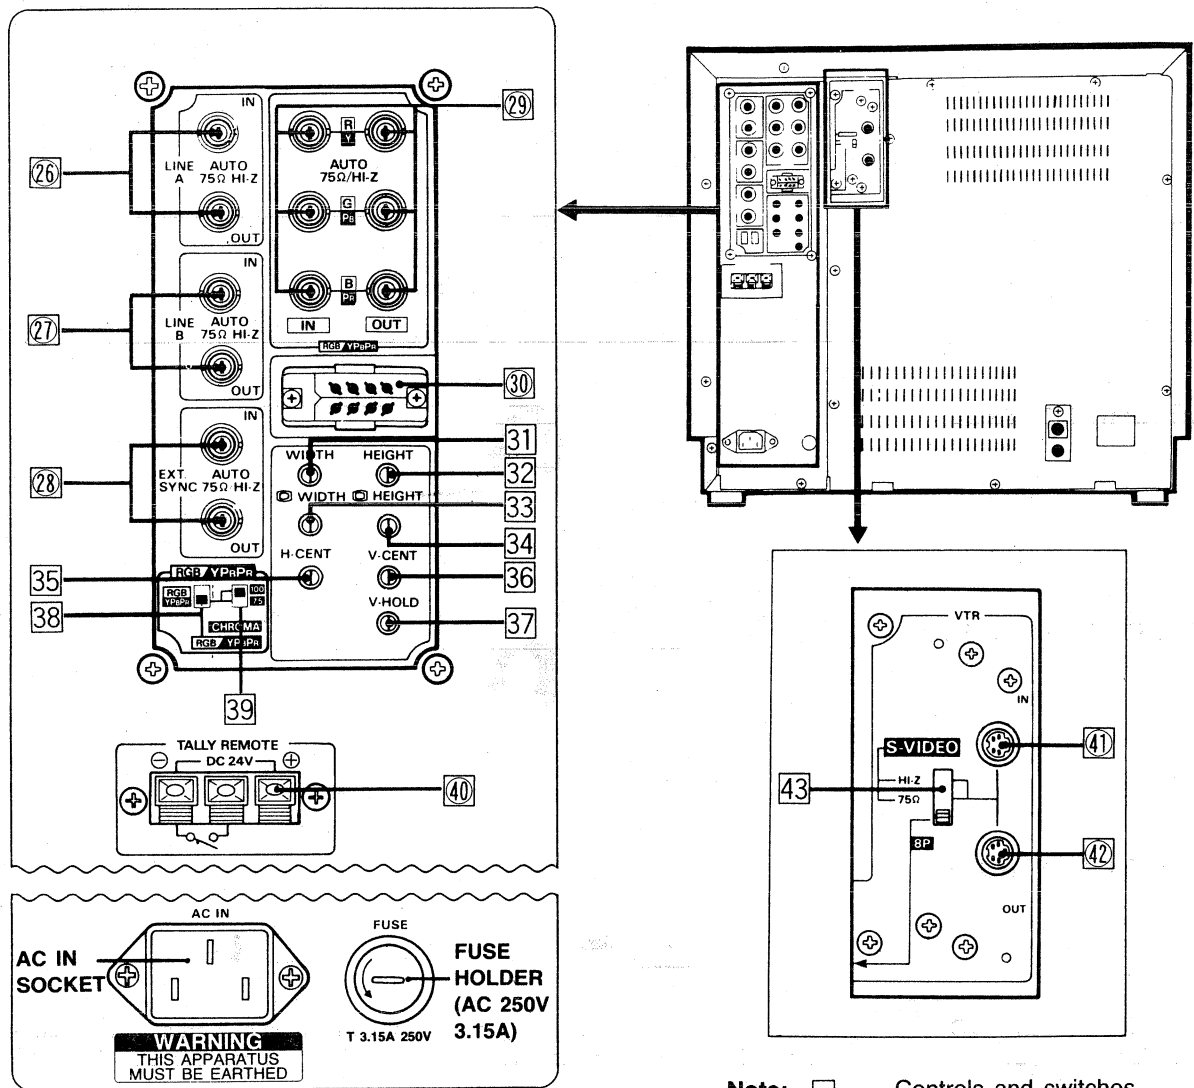 IN
29
R
Y
26
LINE A
AUTO
75Ω HI-Z
AUTO
75Ω/HI-Z
G
PB
OUT
IN
B
PR
27
LINE B
AUTO
75Ω HI-Z
IN
OUT
RGB/YPBPR
OUT
30
IN
31
WIDTH
HEIGHT
32
28
EXT. SYNC
AUTO
75Ω HI-Z
WIDTH
HEIGHT
33
OUT
34
H-CENT
V-CENT
RGB/YPBPR
35
36
RGB
YPBPR
100
75
V-HOLD
38
CHROMA
37
RGB/YPBPR
39
TALLY REMOTE
⊖ DC 24V ⊕
40
AC IN
FUSE
AC IN
SOCKET
FUSE
HOLDER
(AC 250V
3.15A)
T 3.15A 250V
WARNING
THIS APPARATUS
MUST BE EARTHED
VTR
IN
S-VIDEO
41
43
HI-Z
75Ω
8P
42
OUT
Note: □ Controls and switches